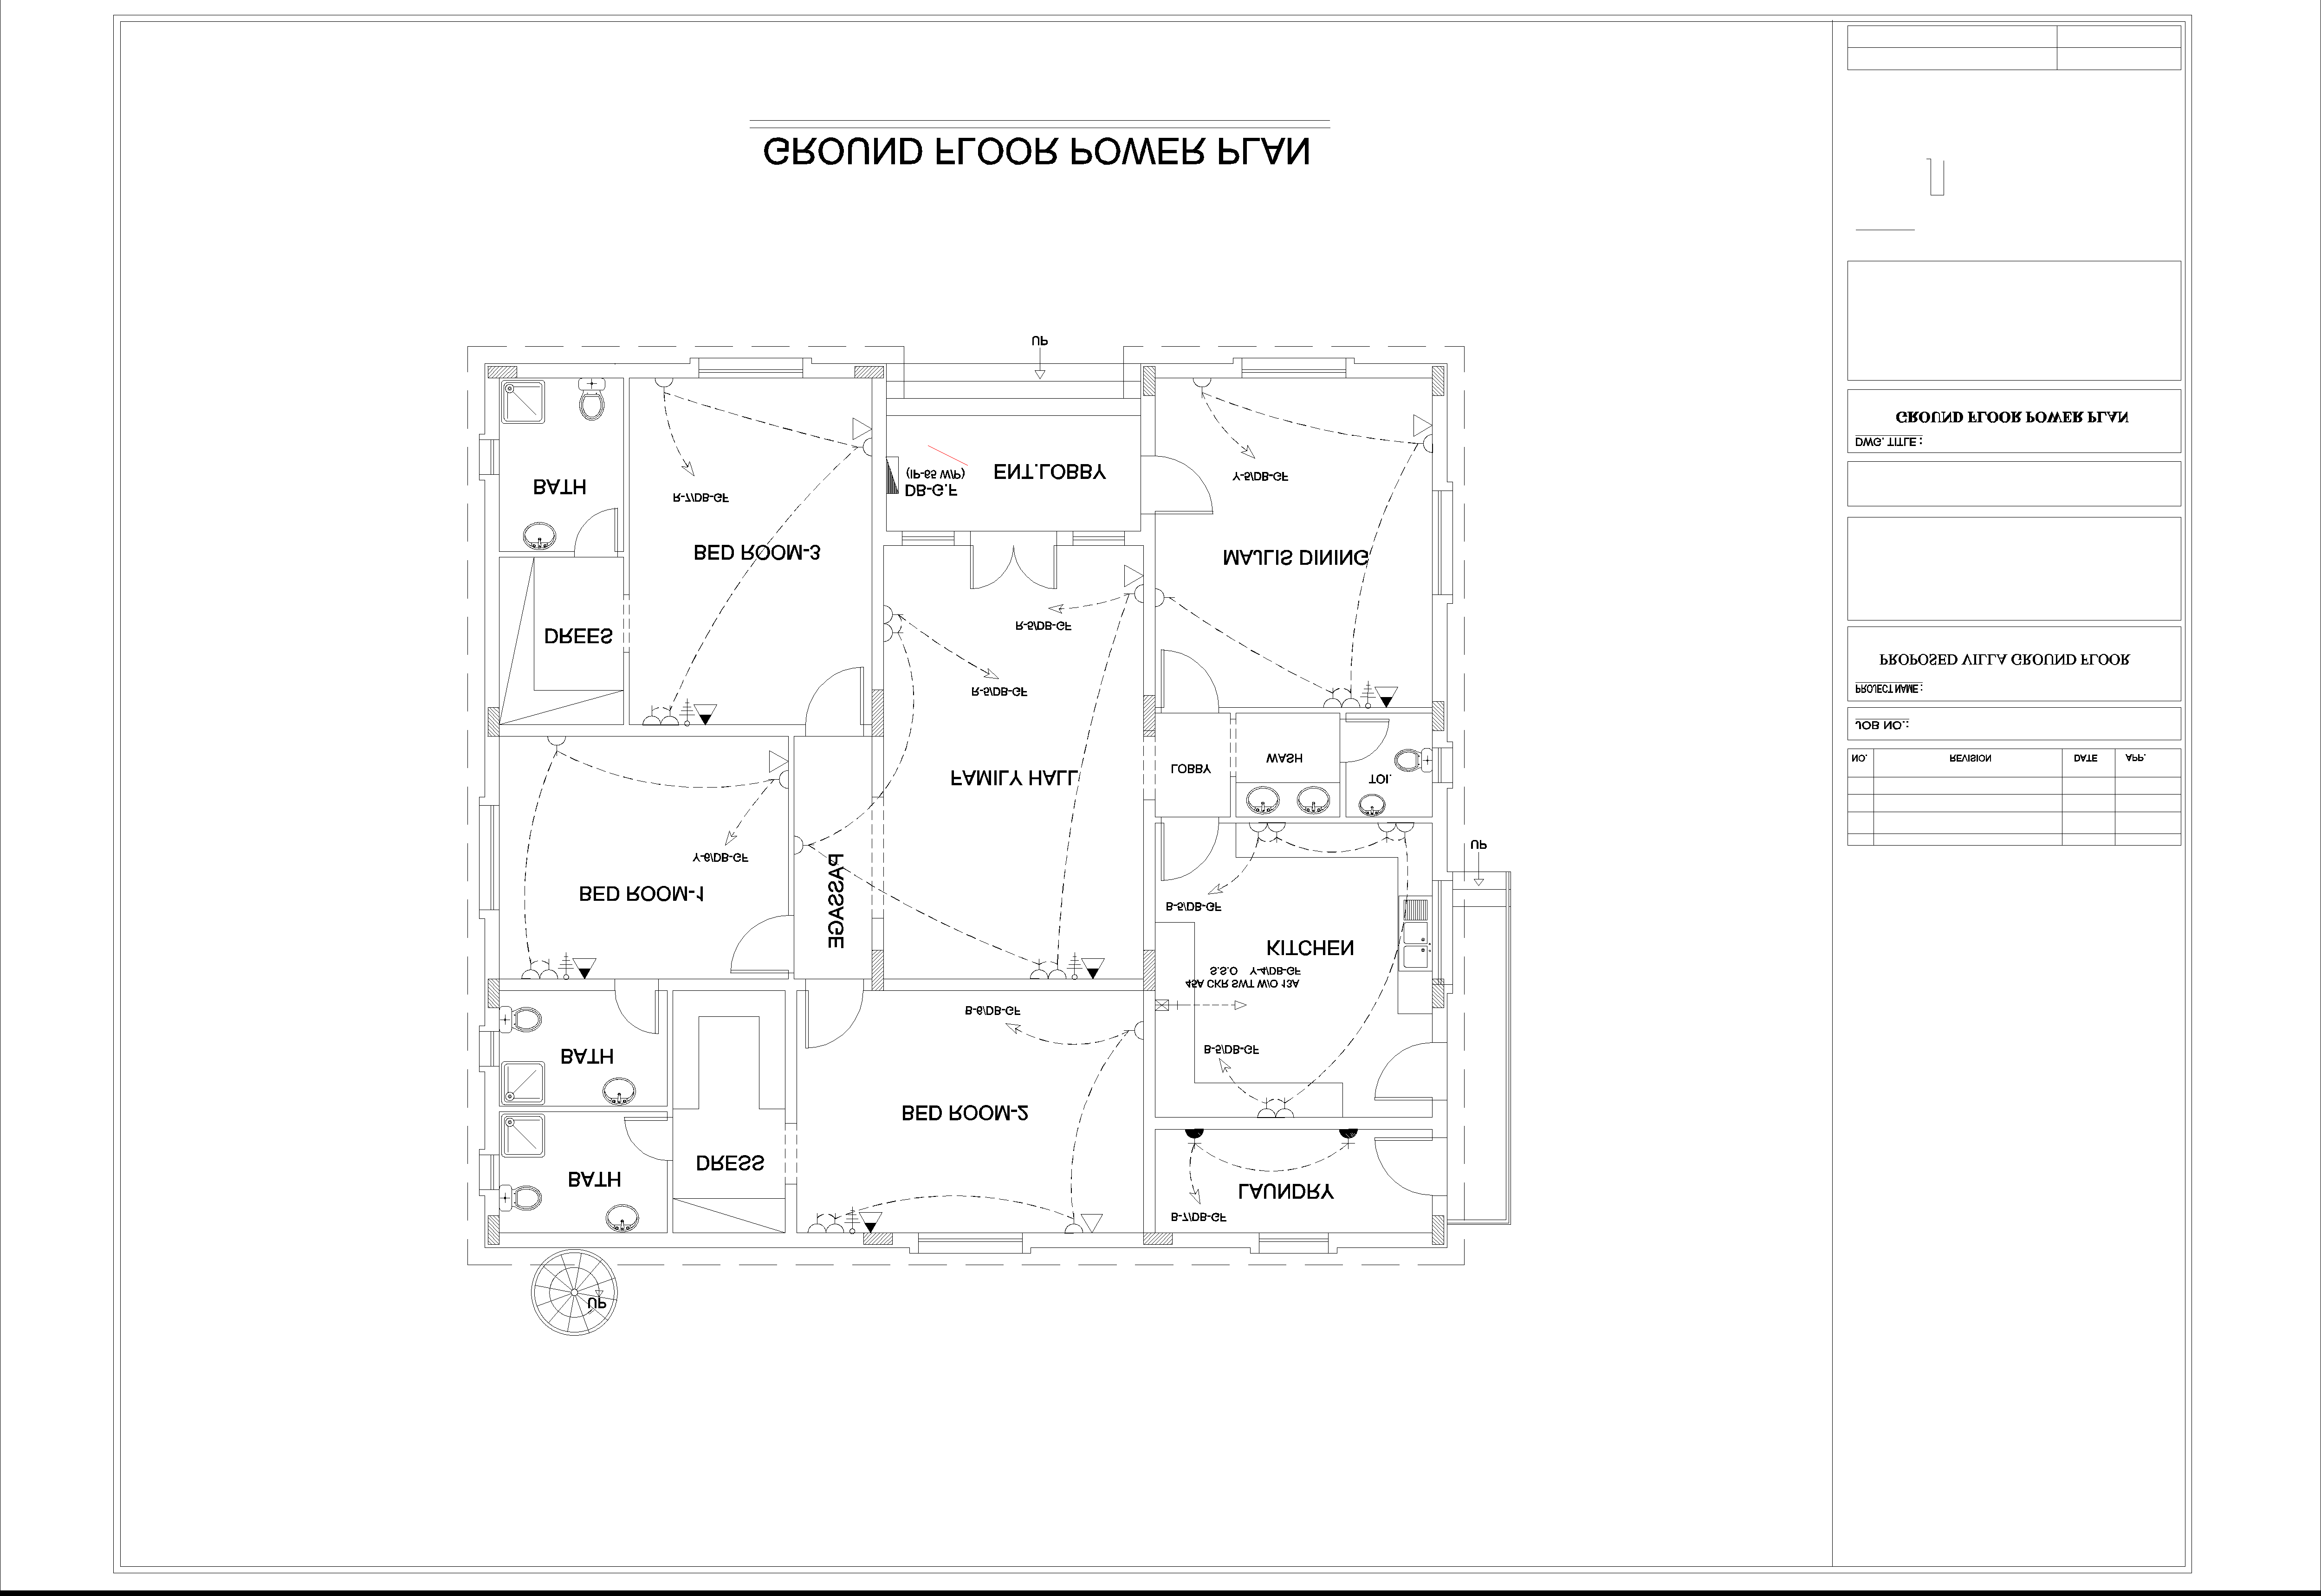 GROUND FLOOR POWER PLAN
UP
GROUND FLOOR POWER PLAN
DWG. TITLE :
(IP-65 W/P)
DB-G.F
ENT.LOBBY
Y-5/DB-GF
BATH
R-7/DB-GF
BED ROOM-3
MAJLIS DINING
R-5/DB-GF
DREES
R-5/DB-GF
PROPOSED VILLA GROUND FLOOR
PROJECT NAME :
JOB NO.:
NO. REVISION DATE APP.
WASH
LOBBY
TOI.
FAMILY HALL
UP
Y-6/DB-GF
BED ROOM-1
PASSAGE
B-5/DB-GF
KITCHEN
45A CKR SWT W/O 13A
S.S.O Y-4/DB-GF
B-6/DB-GF
B-5/DB-GF
BATH
BED ROOM-2
DRESS
BATH
LAUNDRY
B-7/DB-GF
UP